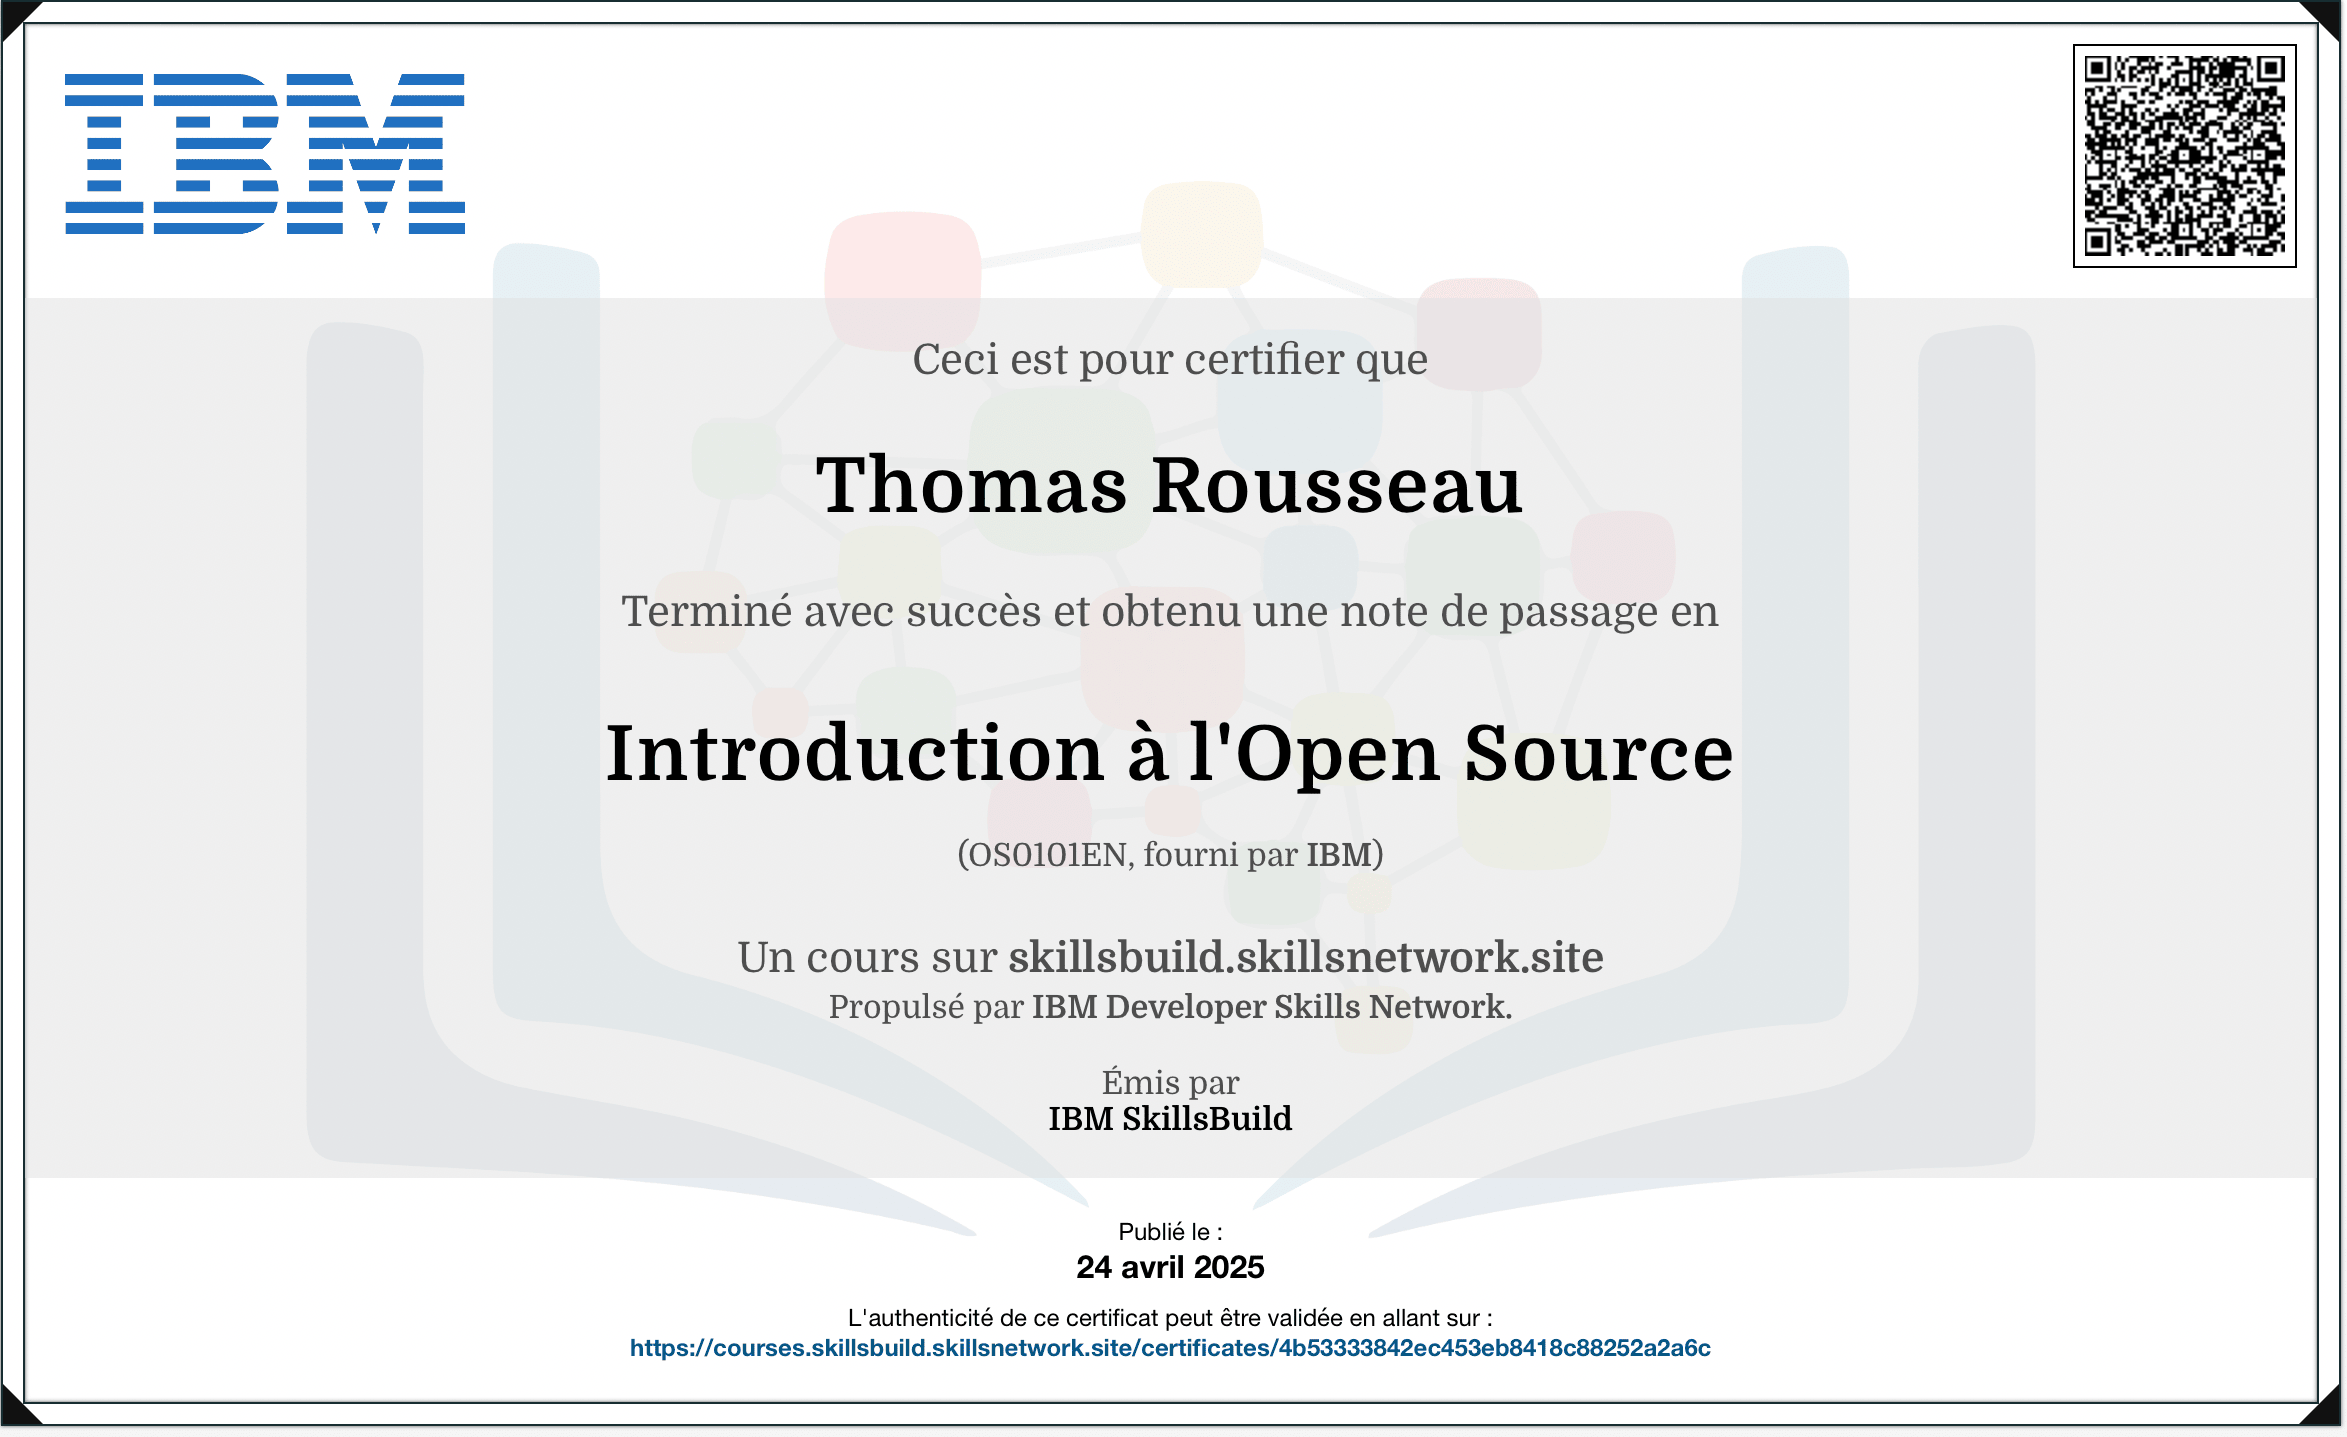 IBM
Ceci est pour certifier que
Thomas Rousseau
Terminé avec succès et obtenu une note de passage en
Introduction à l'Open Source
(OS0101EN, fourni par IBM)
Un cours sur skillsbuild.skillsnetwork.site
Propulsé par IBM Developer Skills Network.
Émis par
IBM SkillsBuild
Publié le :
24 avril 2025
L'authenticité de ce certificat peut être validée en allant sur :
https://courses.skillsbuild.skillsnetwork.site/certificates/4b53333842ec453eb8418c88252a2a6c